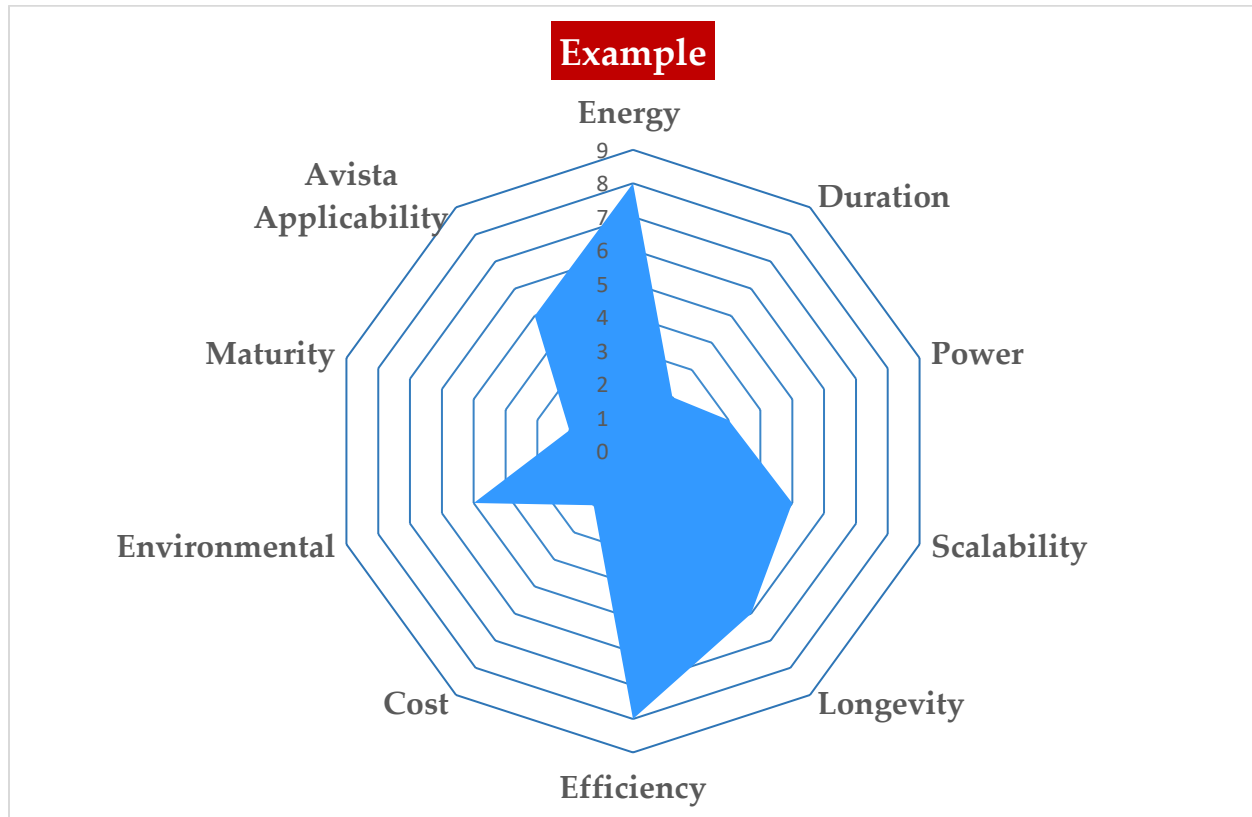 Example
Energy
9
8
7
6
5
4
3
2
1
0
Duration
Power
Scalability
Longevity
Efficiency
Cost
Environmental
Maturity
Avista
Applicability